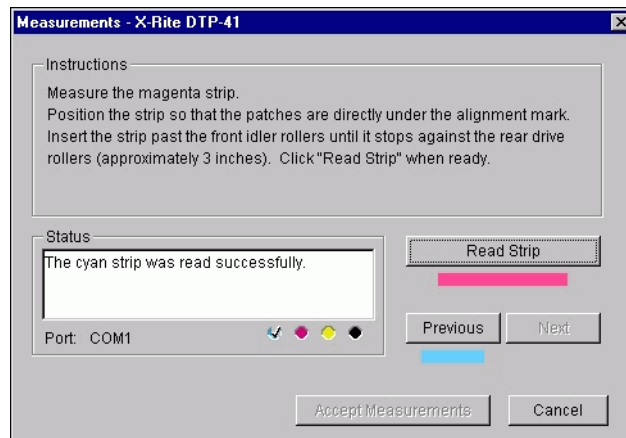 Measurements - X-Rite DTP-41
Instructions
Measure the magenta strip.
Position the strip so that the patches are directly under the alignment mark.
Insert the strip past the front idler rollers until it stops against the rear drive
rollers (approximately 3 inches). Click "Read Strip" when ready.
Status
The cyan strip was read successfully.
Read Strip
Port: COM1
Previous
Next
Accept Measurements
Cancel